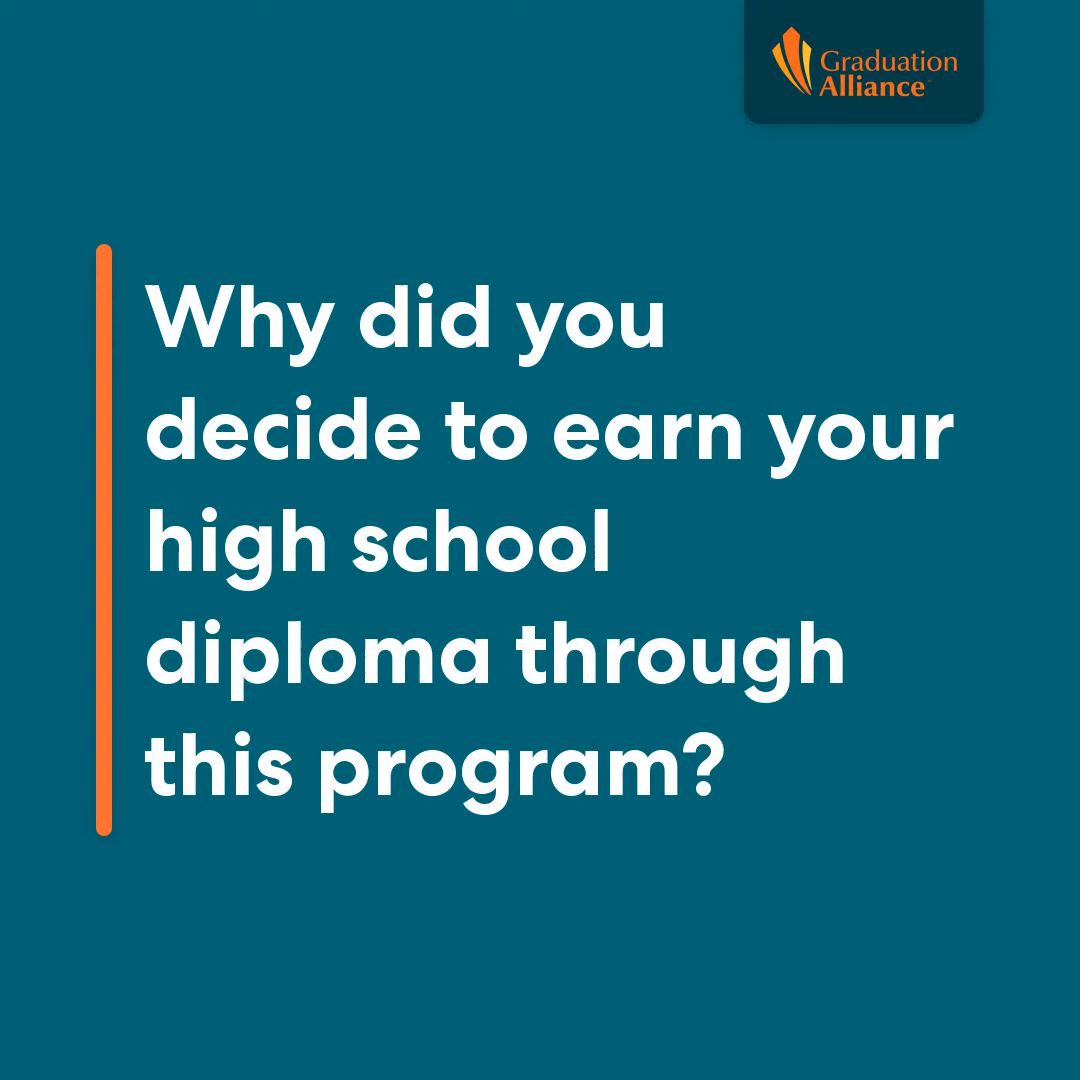 Graduation
Alliance
Why did you
decide to earn your
high school
diploma through
this program?